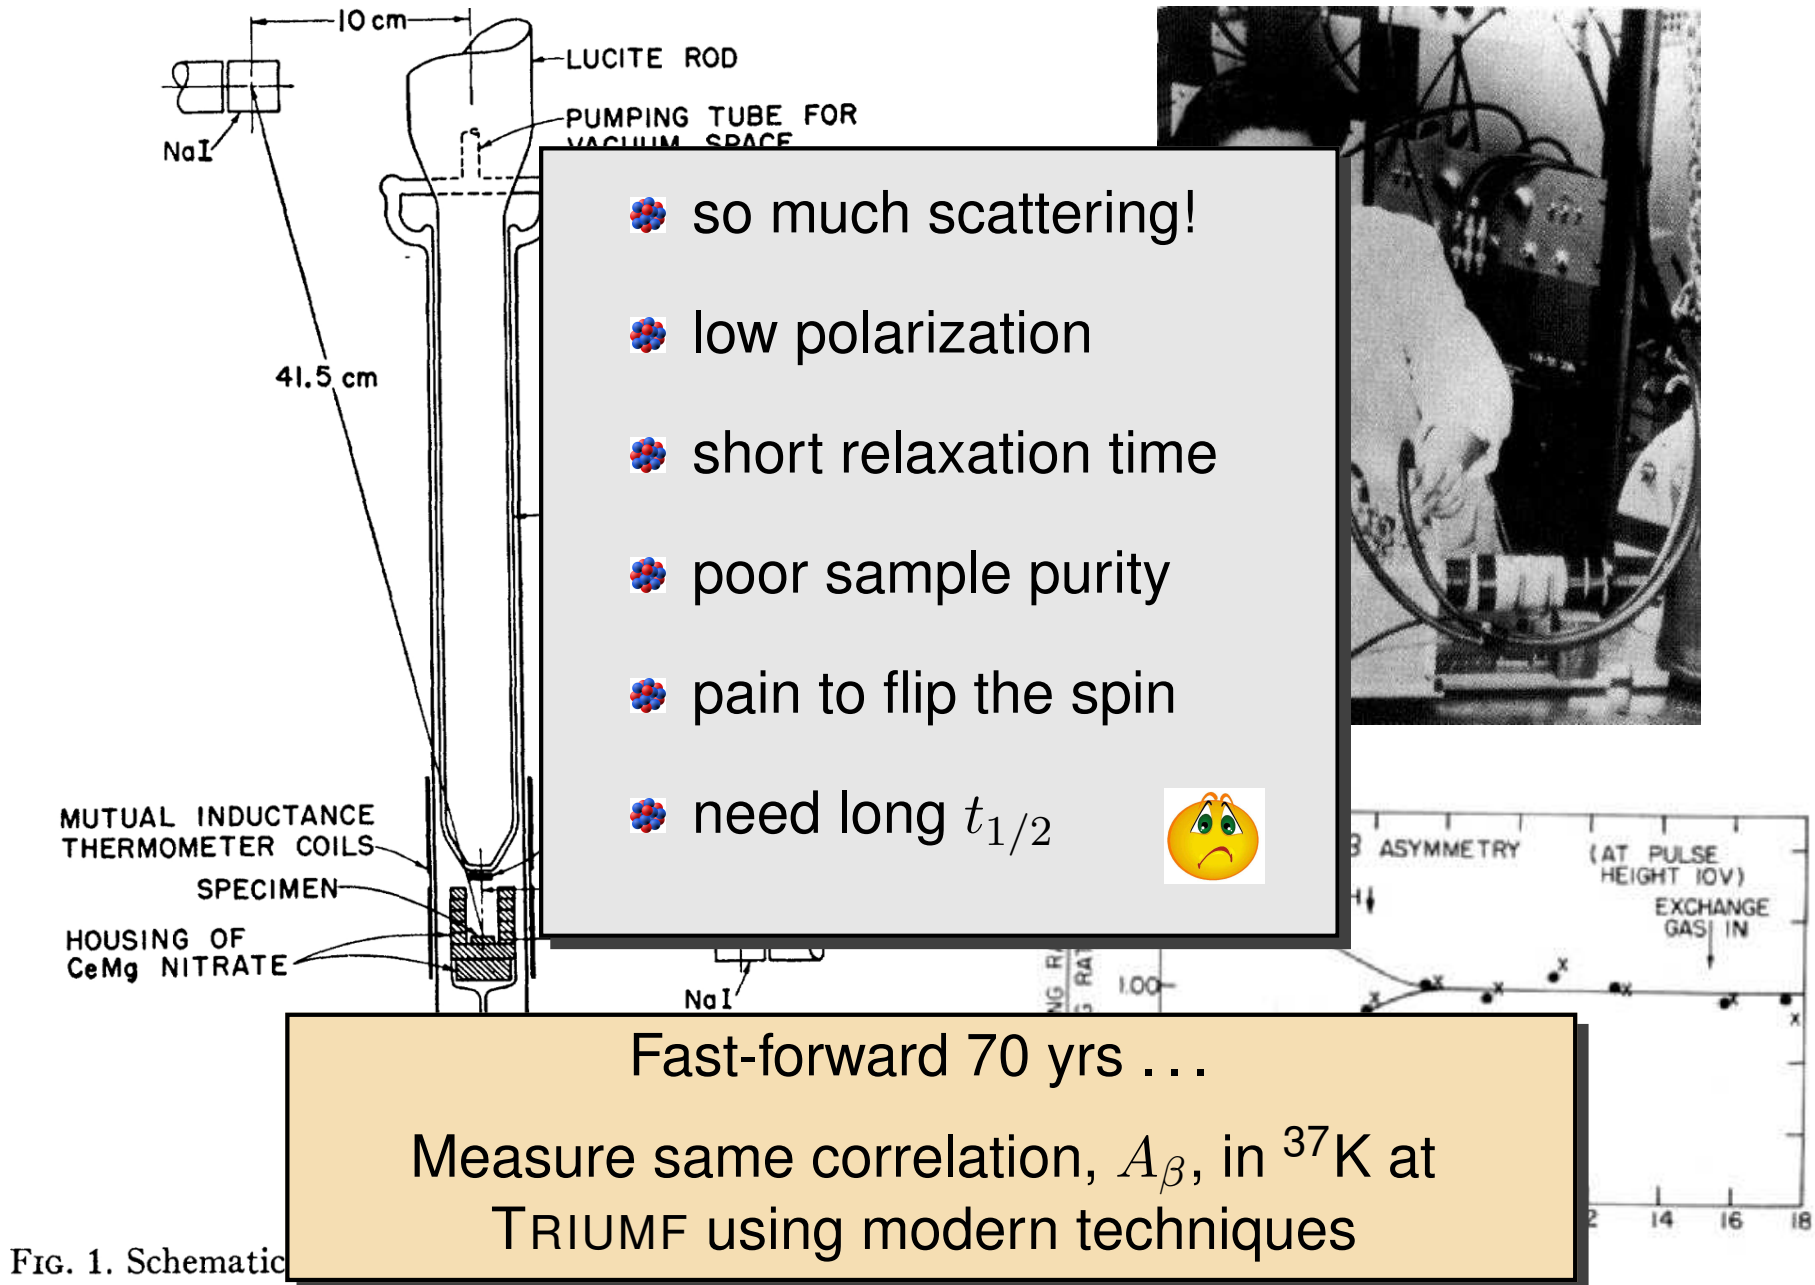 10 cm
LUCITE ROD
PUMPING TUBE FOR
VACUUM SPACE
NaI
41.5 cm
so much scattering!
low polarization
short relaxation time
poor sample purity
pain to flip the spin
need long t1/2
MUTUAL INDUCTANCE
THERMOMETER COILS
SPECIMEN
HOUSING OF
CeMg NITRATE
NaI
ASYMMETRY
(AT PULSE
HEIGHT 10V)
EXCHANGE
GAS IN
1.00
14 16 18
Fast-forward 70 yrs ...
Measure same correlation, Aβ, in 37K at
TRIUMF using modern techniques
FIG. 1. Schematic